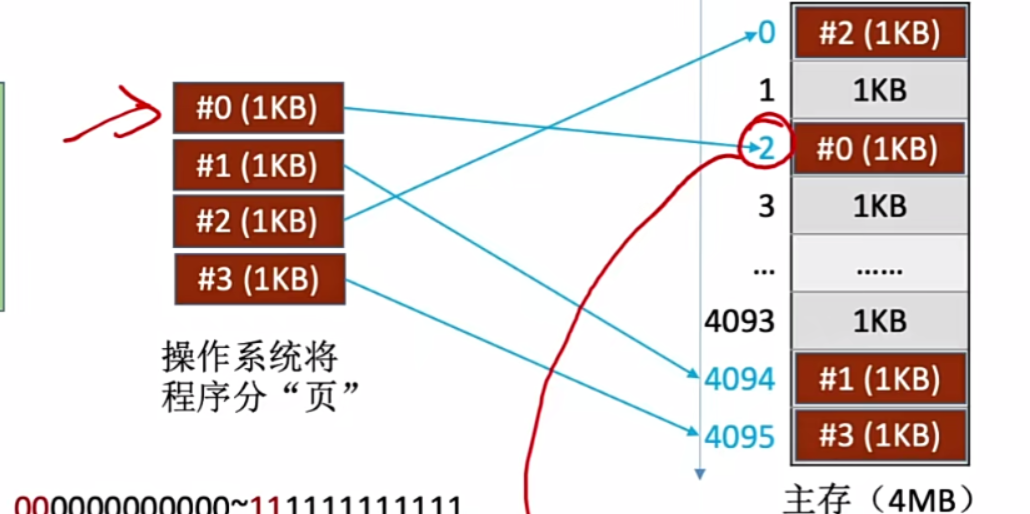 #0 (1KB)
#1 (1KB)
#2 (1KB)
#3 (1KB)
操作系统将
程序分“页”
0 #2 (1KB)
1 1KB
2 #0 (1KB)
3 1KB
... ……
4093 1KB
4094 #1 (1KB)
4095 #3 (1KB)
主存（4MB）
000000000000~111111111111